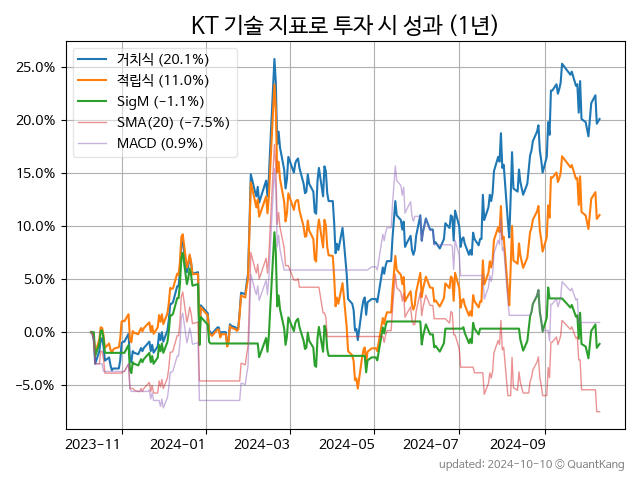 KT 기술 지표로 투자 시 성과 (1년)
거치식 (20.1%)
적립식 (11.0%)
SigM (−1.1%)
SMA(20) (−7.5%)
MACD (0.9%)
25.0%
20.0%
15.0%
10.0%
5.0%
0.0%
−5.0%
2023-11 2024-01 2024-03 2024-05 2024-07 2024-09
updated: 2024-10-10 © QuantKang